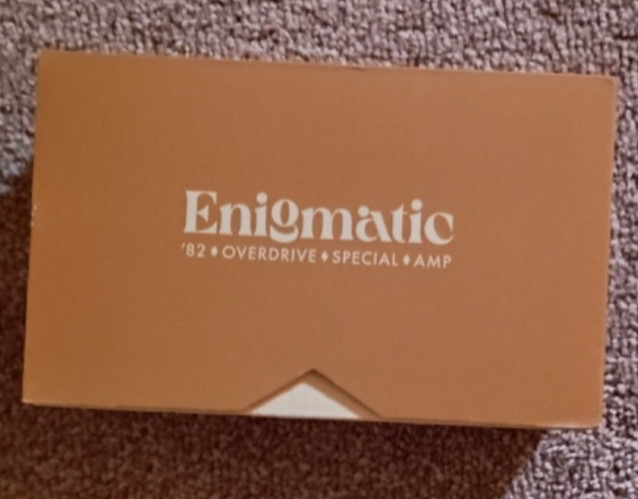 Enigmatic
'82 ♦ OVERDRIVE ♦ SPECIAL ♦ AMP